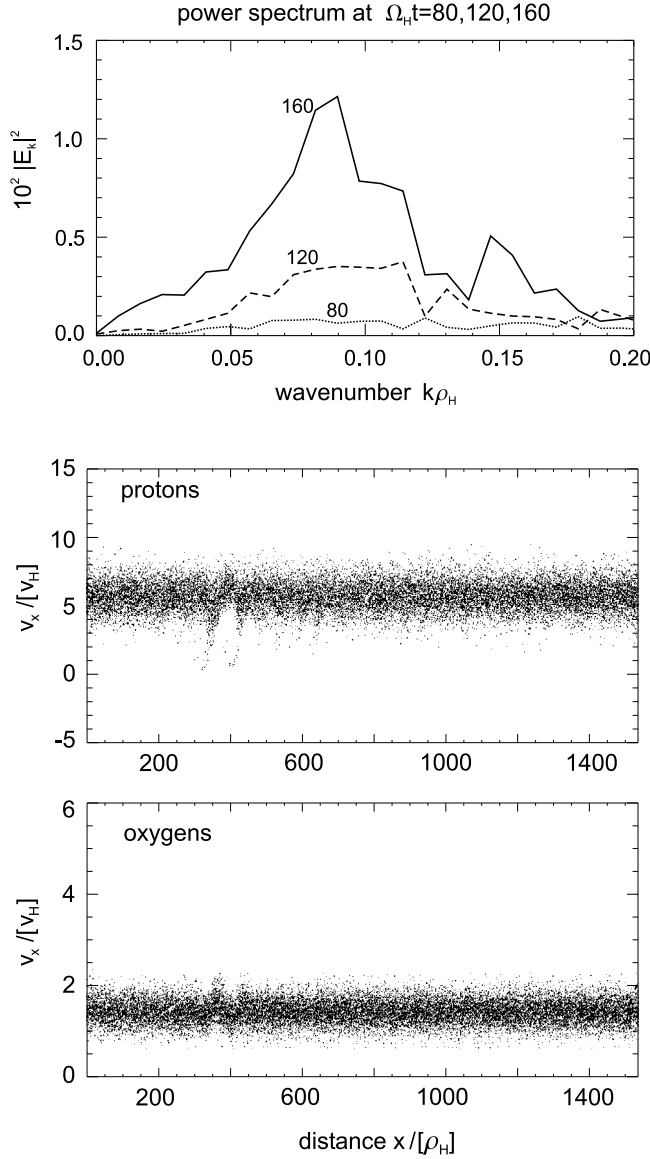 power spectrum at Ω_H t=80,120,160
10² |E_k|²
1.5
1.0
0.5
0.0
160
120
80
0.00 0.05 0.10 0.15 0.20
wavenumber kρ_H
protons
v_x /[v_H]
15
10
5
0
-5
200 600 1000 1400
oxygens
v_x /[v_H]
6
4
2
0
200 600 1000 1400
distance x /[ρ_H]